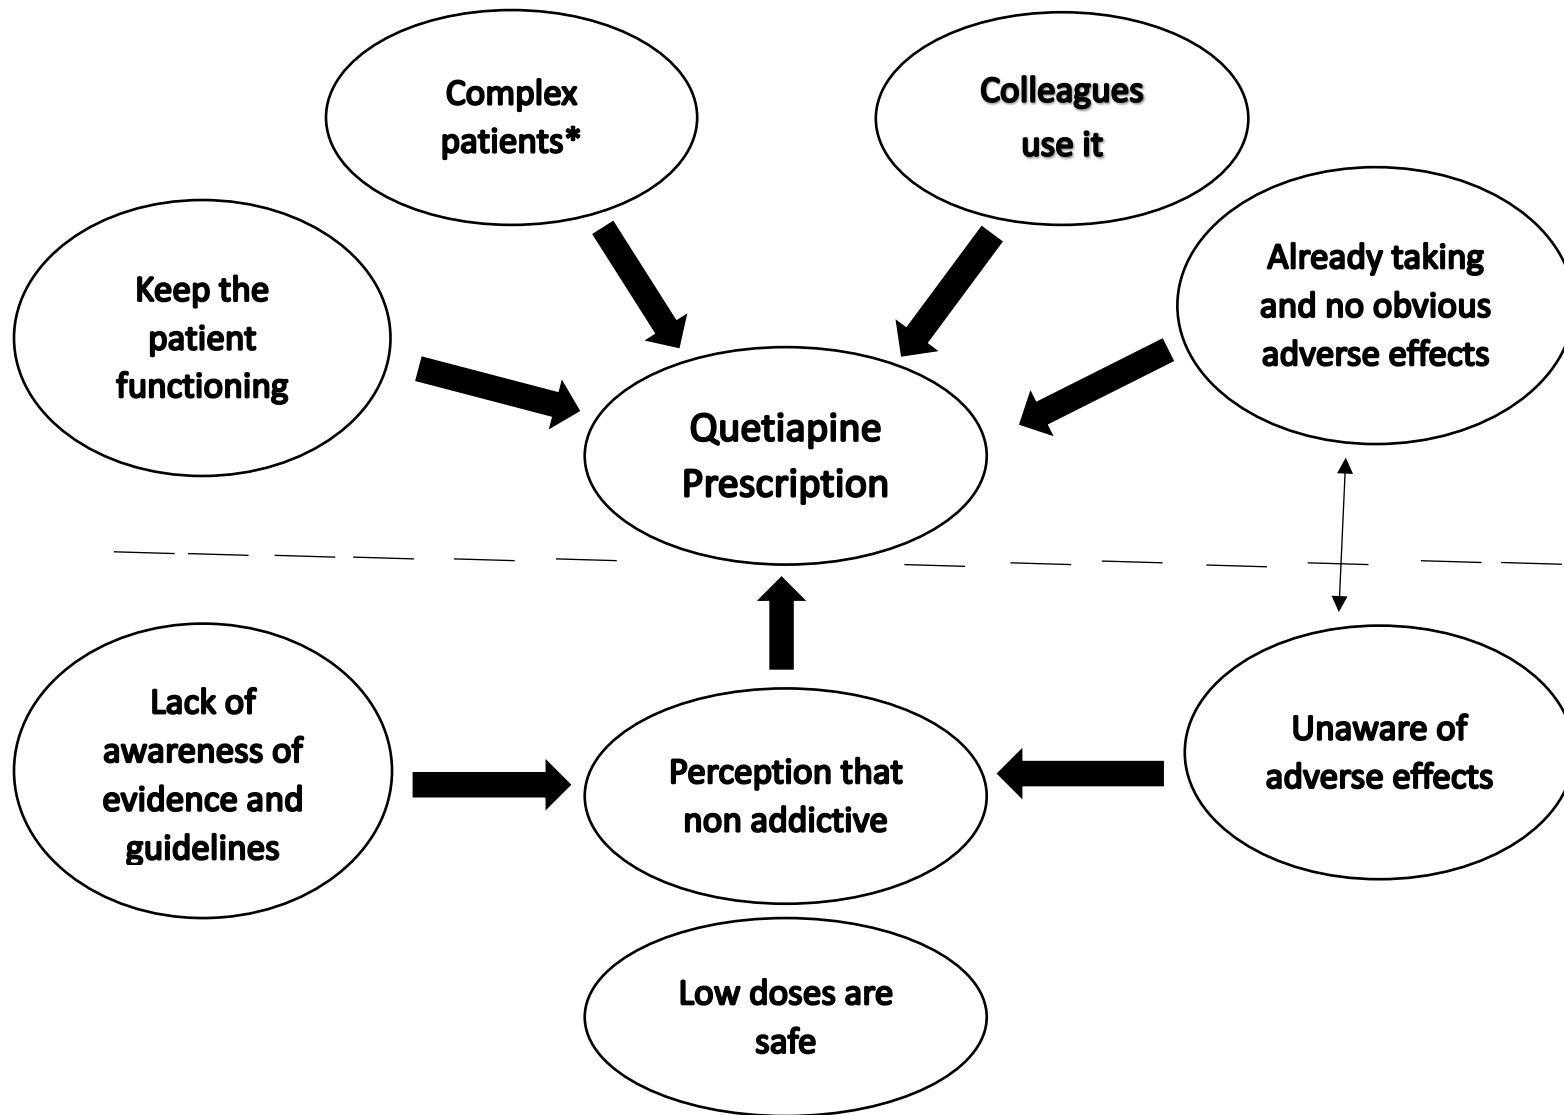 Complex
patients*
Colleagues
use it
Keep the
patient
functioning
Already taking
and no obvious
adverse effects
Quetiapine
Prescription
Lack of
awareness of
evidence and
guidelines
Perception that
non addictive
Unaware of
adverse effects
Low doses are
safe